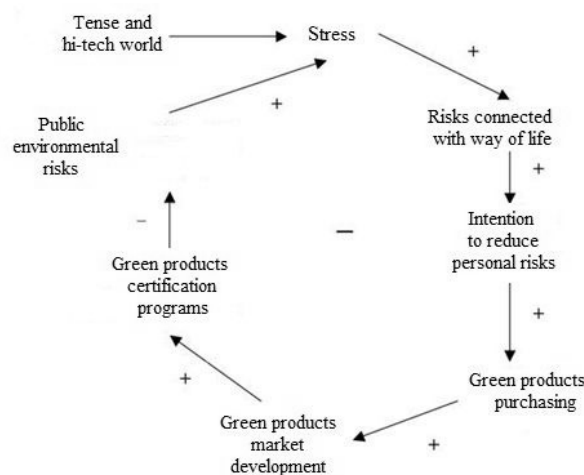 Tense and
hi-tech world
Stress
+
+
Risks connected
with way of life
Public
environmental
risks
+
–
–
Intention
to reduce
personal risks
Green products
certification
programs
+
+
Green products
purchasing
Green products
market
development
+